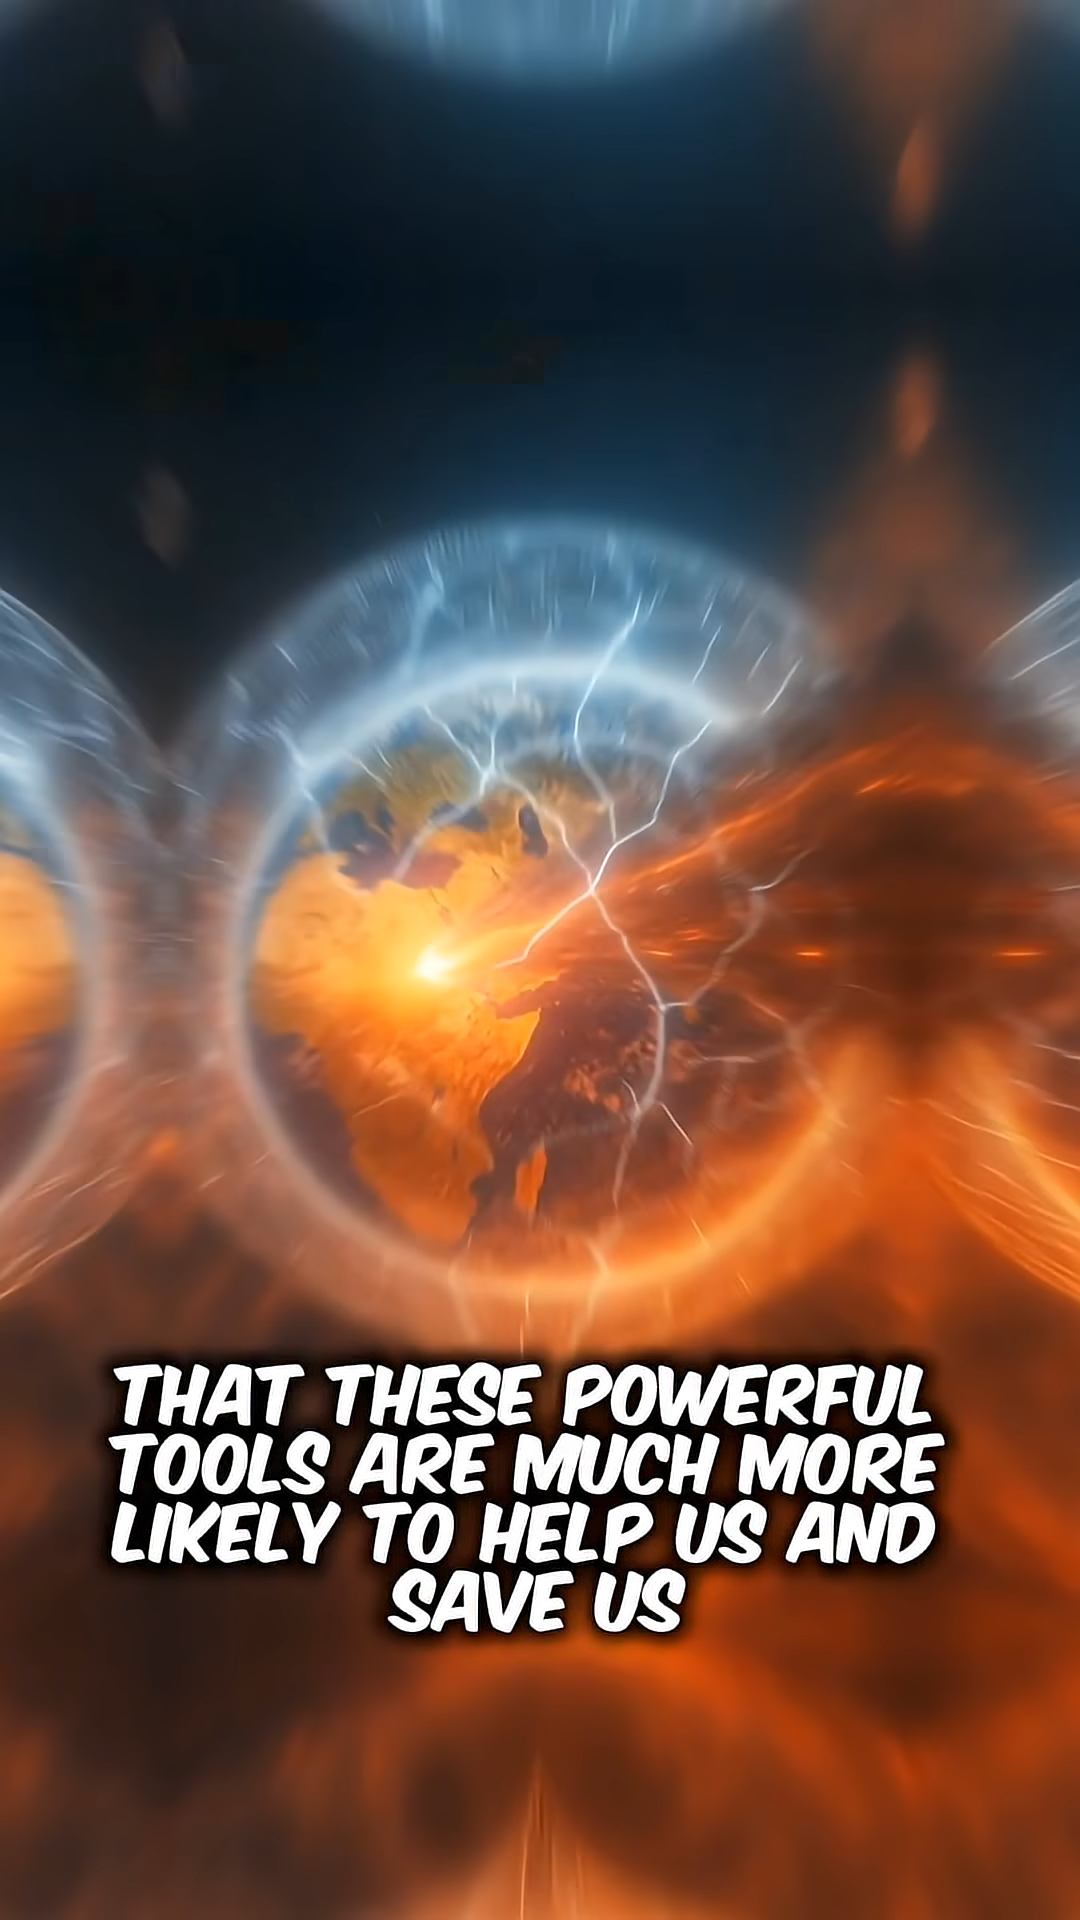 THAT THESE POWERFUL
TOOLS ARE MUCH MORE
LIKELY TO HELP US AND
SAVE US